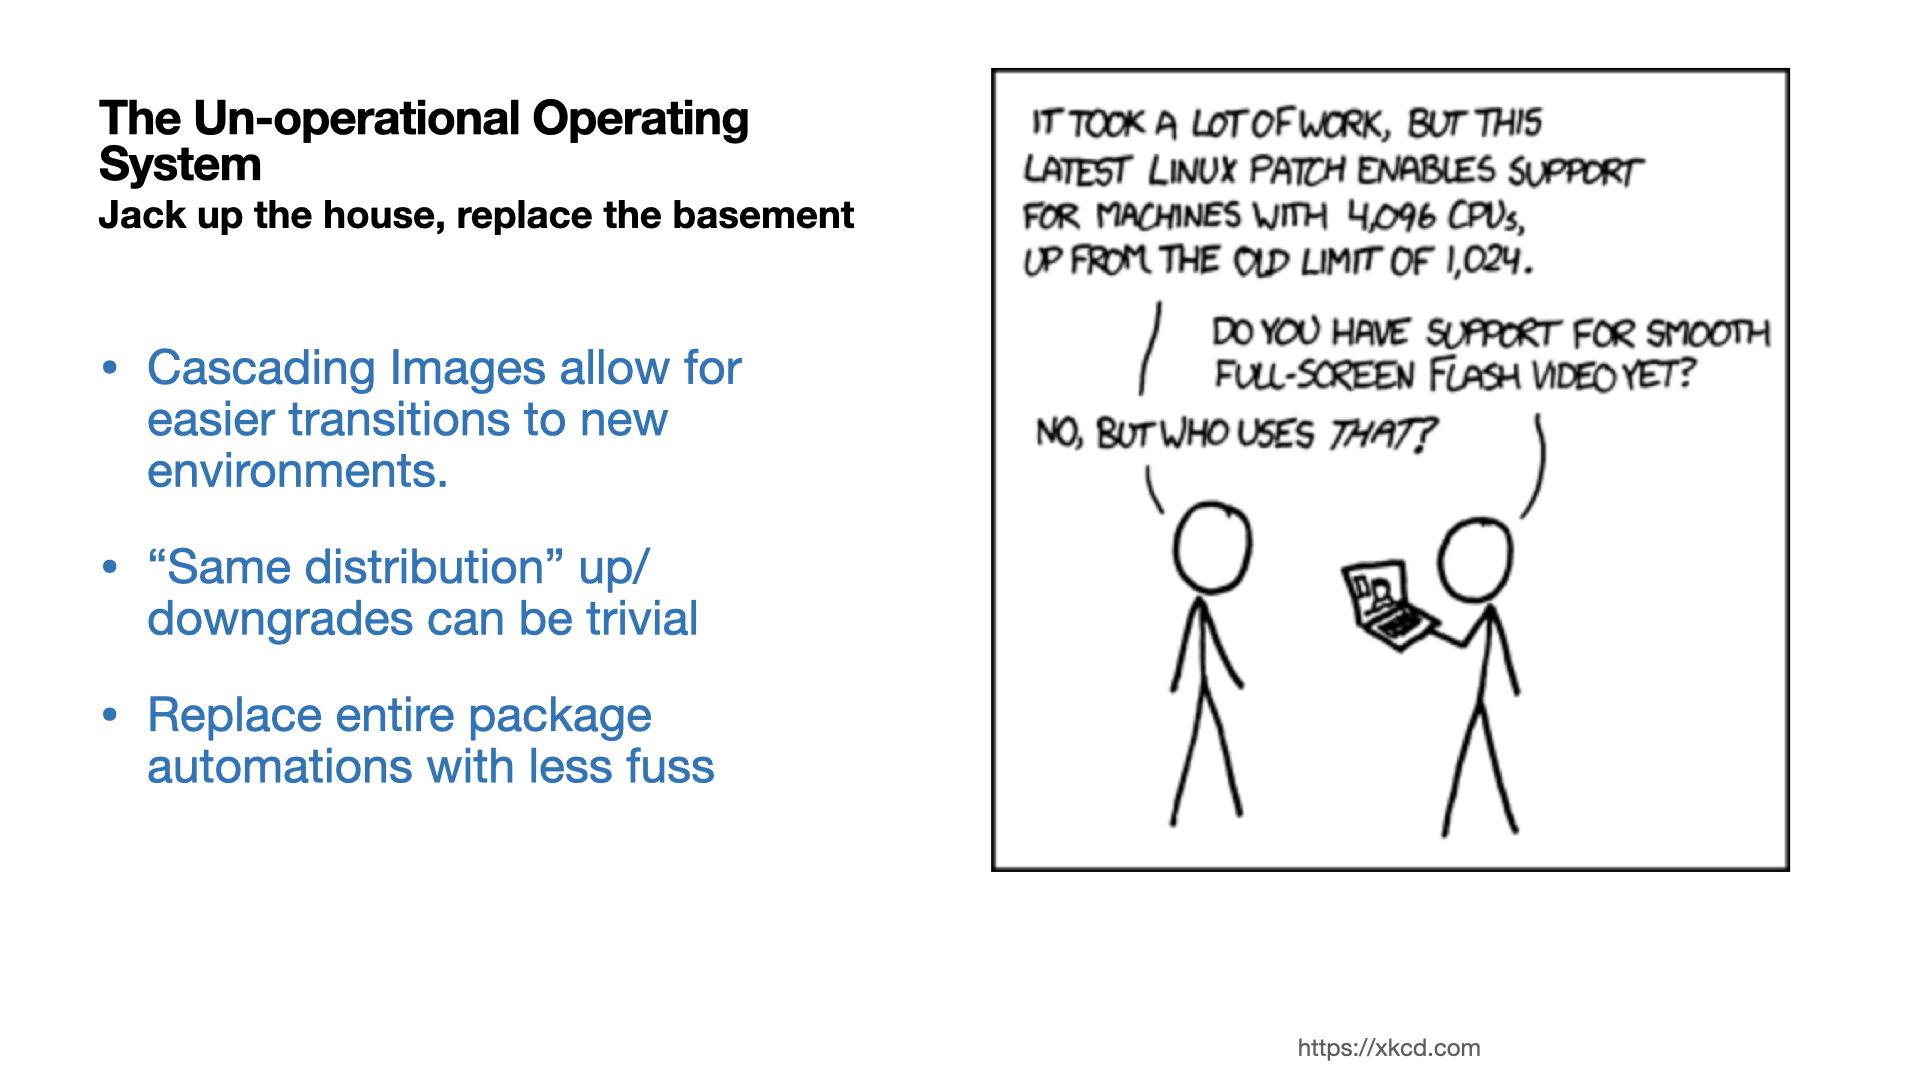 The Un-operational Operating
System
Jack up the house, replace the basement
• Cascading Images allow for
easier transitions to new
environments.
• “Same distribution” up/
downgrades can be trivial
• Replace entire package
automations with less fuss
IT TOOK A LOT OF WORK, BUT THIS
LATEST LINUX PATCH ENABLES SUPPORT
FOR MACHINES WITH 4,096 CPUs,
UP FROM THE OLD LIMIT OF 1,024.
DO YOU HAVE SUPPORT FOR SMOOTH
FULL-SCREEN FLASH VIDEO YET?
NO, BUT WHO USES THAT?
https://xkcd.com